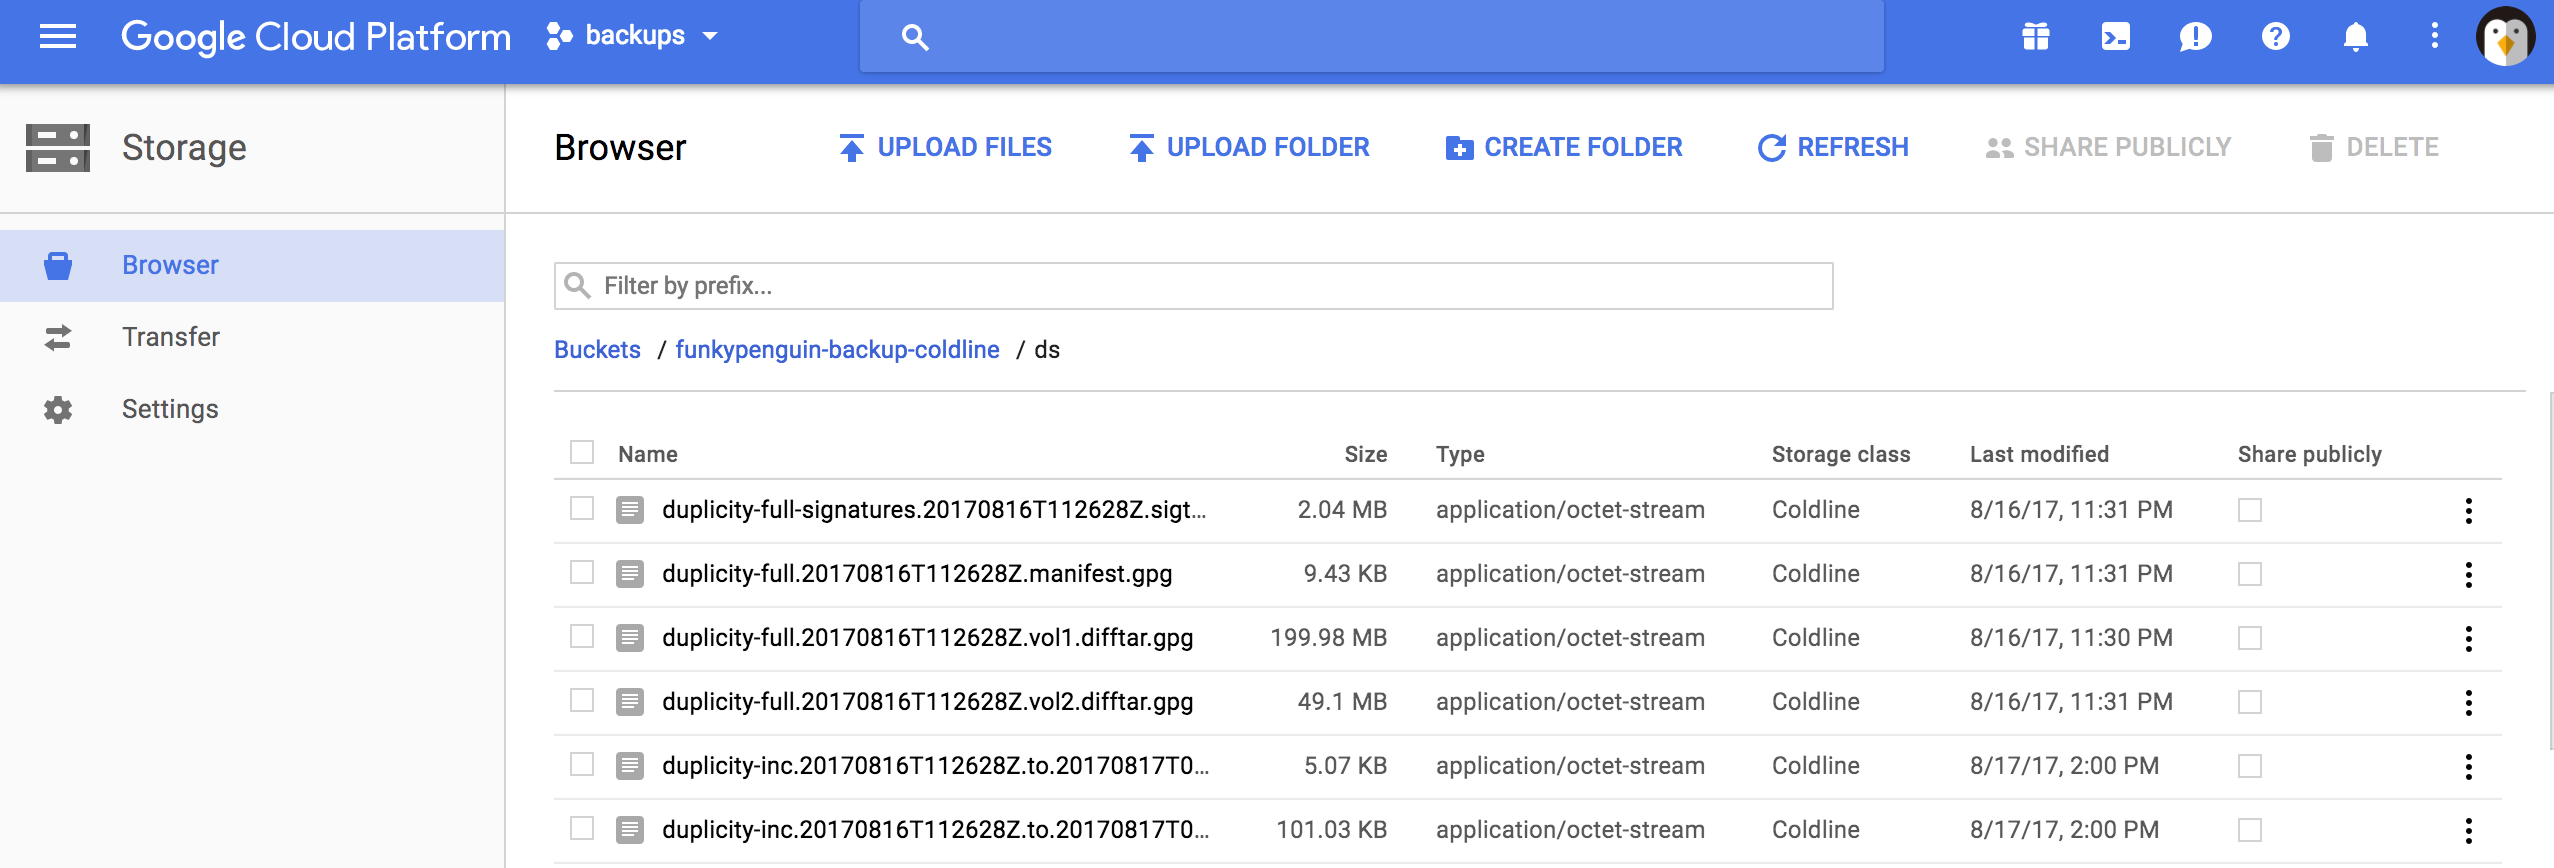 Google Cloud Platform backups
Storage
Browser UPLOAD FILES UPLOAD FOLDER CREATE FOLDER REFRESH SHARE PUBLICLY DELETE
Browser
Transfer
Settings
Filter by prefix...
Buckets / funkypenguin-backup-coldline / ds
Name Size Type Storage class Last modified Share publicly
duplicity-full-signatures.20170816T112628Z.sigt... 2.04 MB application/octet-stream Coldline 8/16/17, 11:31 PM
duplicity-full.20170816T112628Z.manifest.gpg 9.43 KB application/octet-stream Coldline 8/16/17, 11:31 PM
duplicity-full.20170816T112628Z.vol1.difftar.gpg 199.98 MB application/octet-stream Coldline 8/16/17, 11:30 PM
duplicity-full.20170816T112628Z.vol2.difftar.gpg 49.1 MB application/octet-stream Coldline 8/16/17, 11:31 PM
duplicity-inc.20170816T112628Z.to.20170817T0... 5.07 KB application/octet-stream Coldline 8/17/17, 2:00 PM
duplicity-inc.20170816T112628Z.to.20170817T0... 101.03 KB application/octet-stream Coldline 8/17/17, 2:00 PM